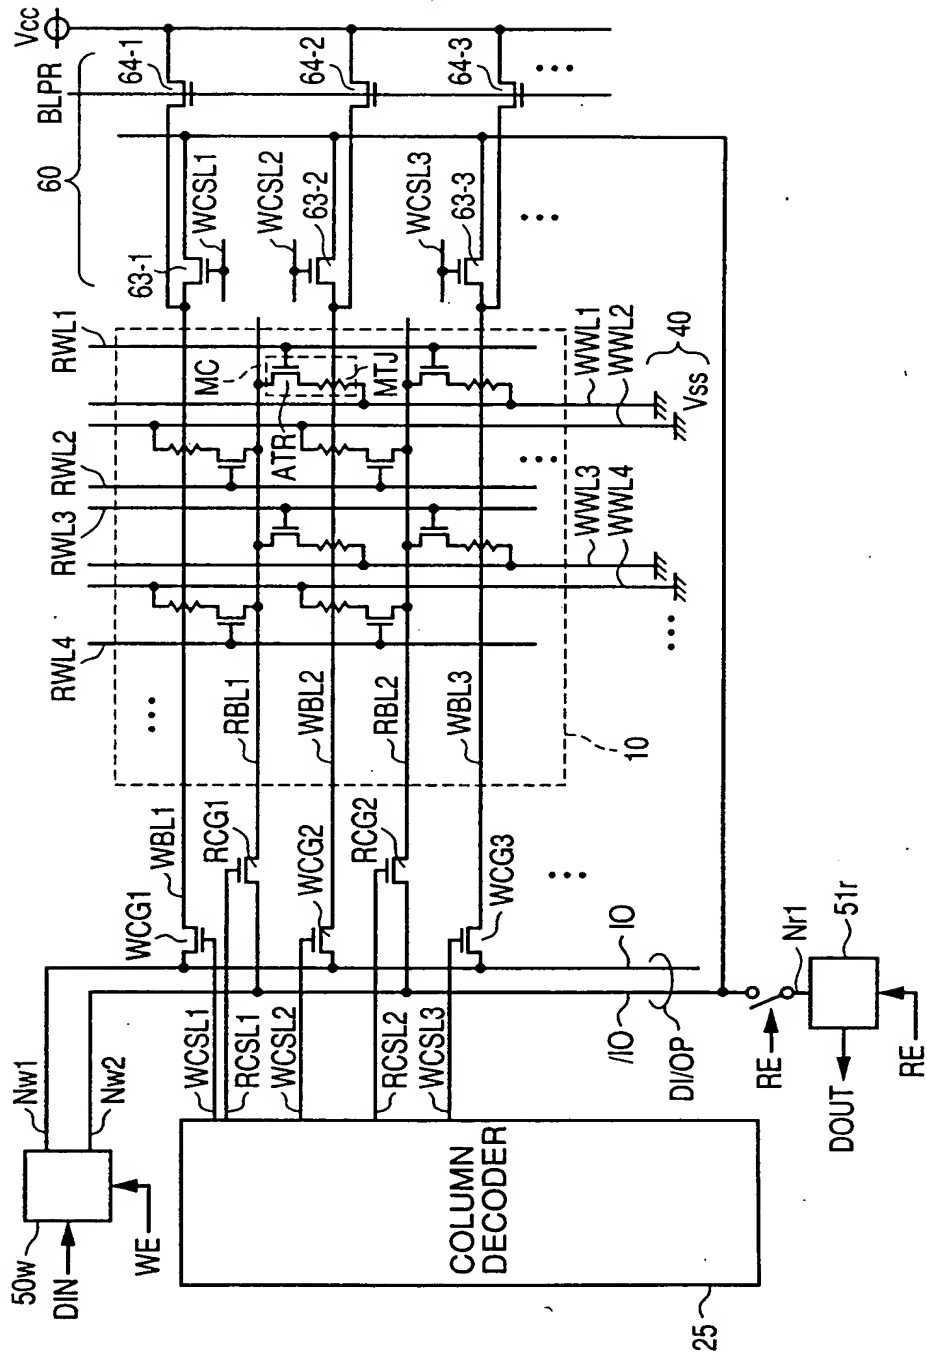 Vcc
BLPR
60
64-1
64-2
64-3
WCSL1
WCSL2
WCSL3
63-1
63-2
63-3
RWL1
RWL2
RWL3
RWL4
MC
ATR
MTJ
WWL1
WWL2
40
Vss
WWL3
WWL4
RBL1
WBL2
RBL2
WBL3
10
WBL1
WCG1
RCG1
WCG2
RCG2
WCG3
Nw1
Nw2
WCSL1
RCSL1
WCSL2
RCSL2
WCSL3
IO
/IO
DI/OP
Nr1
51r
RE
RE
DOUT
50w
DIN
WE
COLUMN
DECODER
25